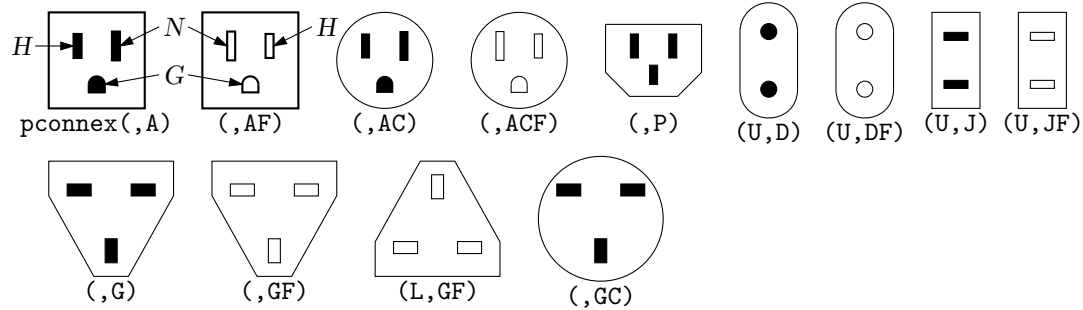 H N H
G
pconnex(,A) (,AF) (,AC) (,ACF) (,P) (U,D) (U,DF) (U,J) (U,JF)
(,G) (,GF) (L,GF) (,GC)